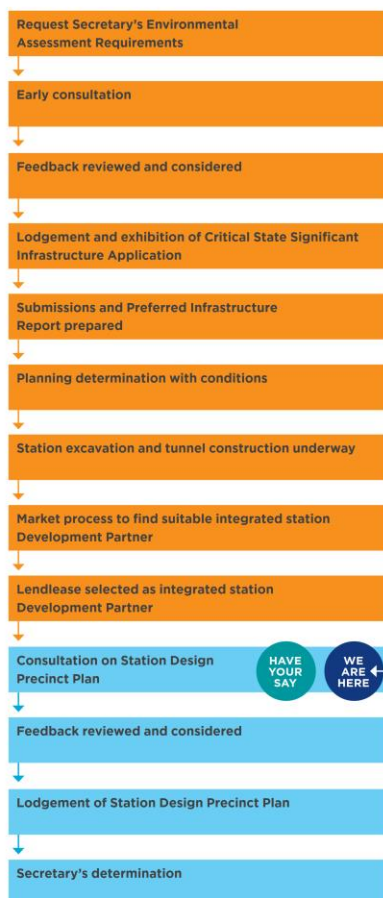 Request Secretary's Environmental
Assessment Requirements
Early consultation
Feedback reviewed and considered
Lodgement and exhibition of Critical State Significant
Infrastructure Application
Submissions and Preferred Infrastructure
Report prepared
Planning determination with conditions
Station excavation and tunnel construction underway
Market process to find suitable integrated station
Development Partner
Lendlease selected as integrated station
Development Partner
Consultation on Station Design
Precinct Plan
HAVE
YOUR
SAY
WE
ARE
HERE
Feedback reviewed and considered
Lodgement of Station Design Precinct Plan
Secretary's determination